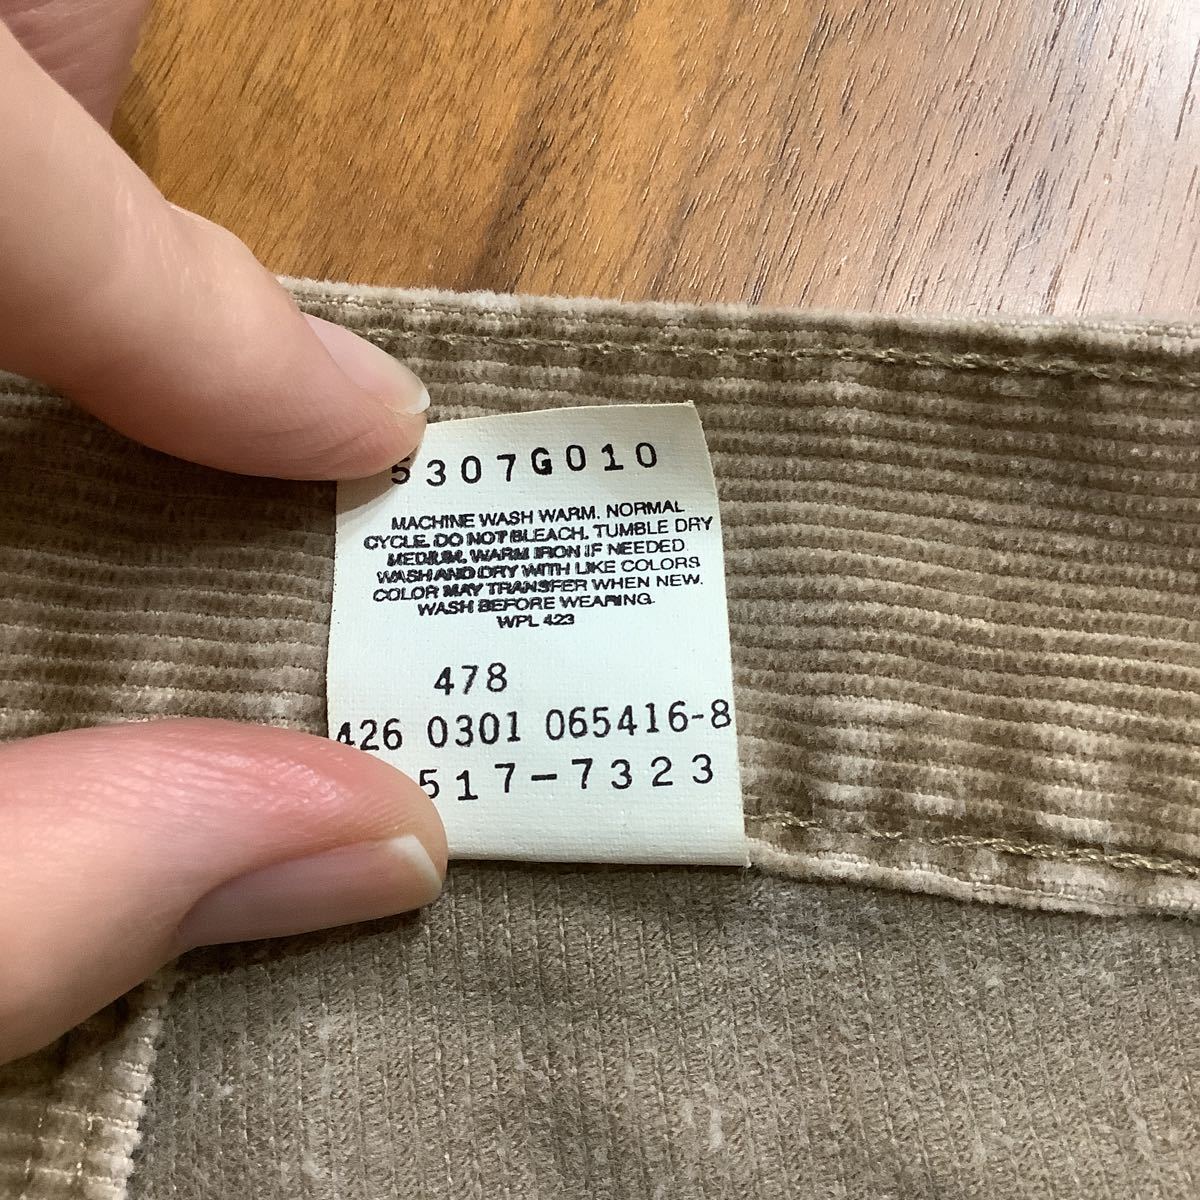 5307G010
MACHINE WASH WARM. NORMAL
CYCLE. DO NOT BLEACH. TUMBLE DRY
MEDIUM. WARM IRON IF NEEDED.
WASH AND DRY WITH LIKE COLORS
COLOR MAY TRANSFER WHEN NEW.
WASH BEFORE WEARING.
WPL 423
478
426 0301 065416-8
517-7323